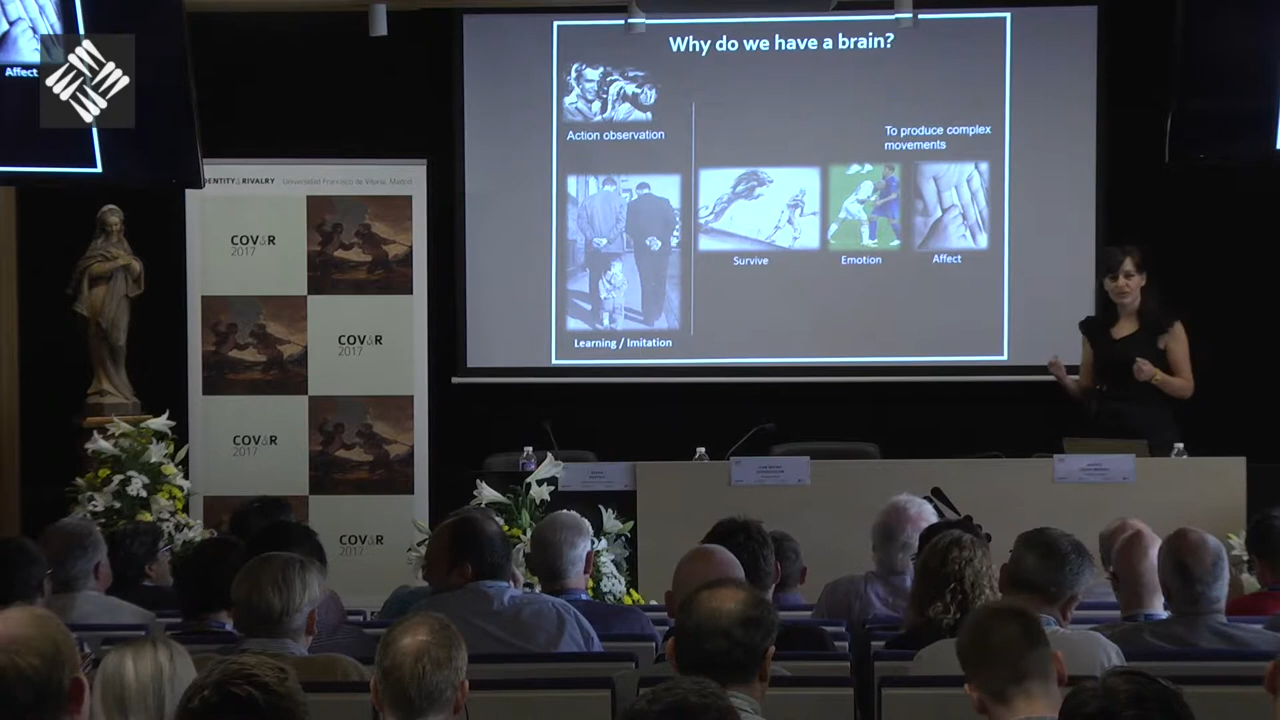 Affect
Why do we have a brain?
Action observation
To produce complex
movements
Survive
Emotion
Affect
Learning / Imitation
IDENTITY & RIVALRY Universidad Francisco de Vitoria, Madrid
COV&R
2017
COV&R
2017
COV&R
2017
COV&R
2017